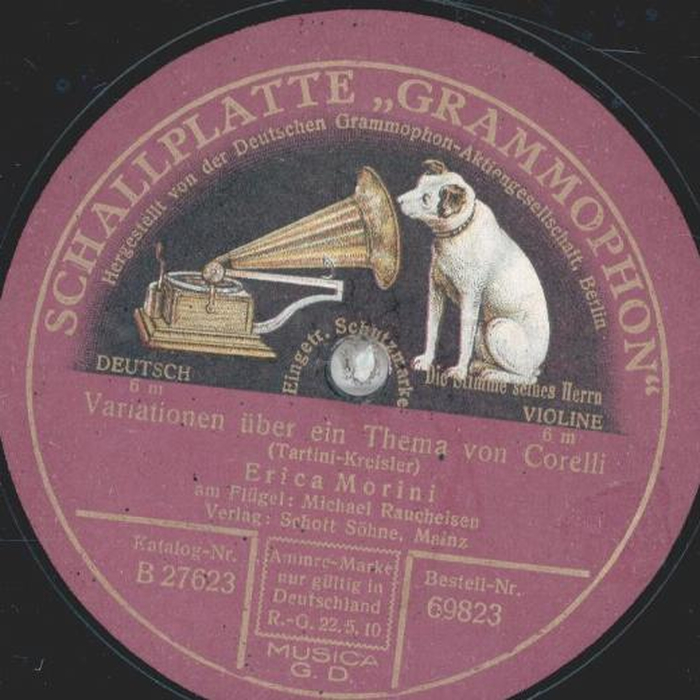 SCHALLPLATTE „GRAMMOPHON“
Hergestellt von der Deutschen Grammophon-Aktiengesellschaft, Berlin
Eingetr. Schutzmarke
Die Stimme seines Herrn
DEUTSCH
6 m
VIOLINE
6 m
Variationen über ein Thema von Corelli
(Tartini-Kreisler)
Erica Morini
am Flügel: Michael Raucheisen
Verlag: Schott Söhne, Mainz
Katalog-Nr.
B 27623
Ammre-Marke
nur gültig in
Deutschland
R.-G. 22. 5. 10
Bestell-Nr.
69823
MUSICA
G. D.